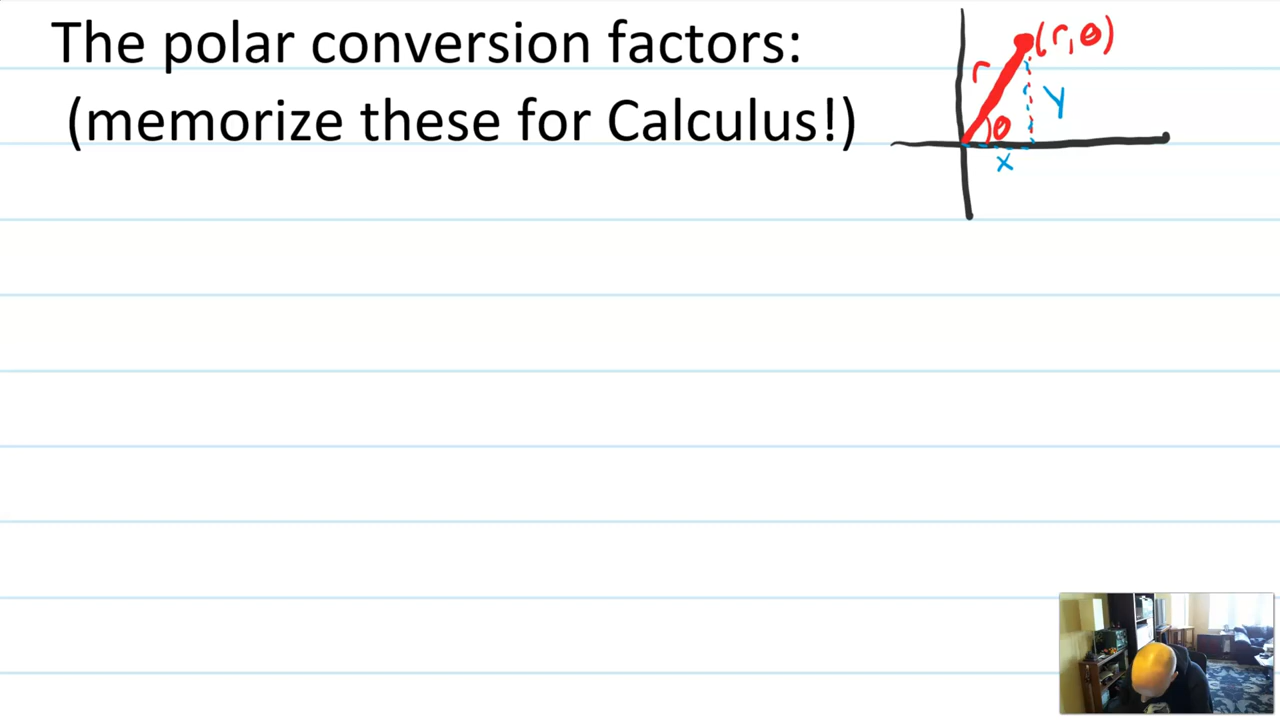 The polar conversion factors:
(memorize these for Calculus!)
(r,θ)
r
y
θ
x